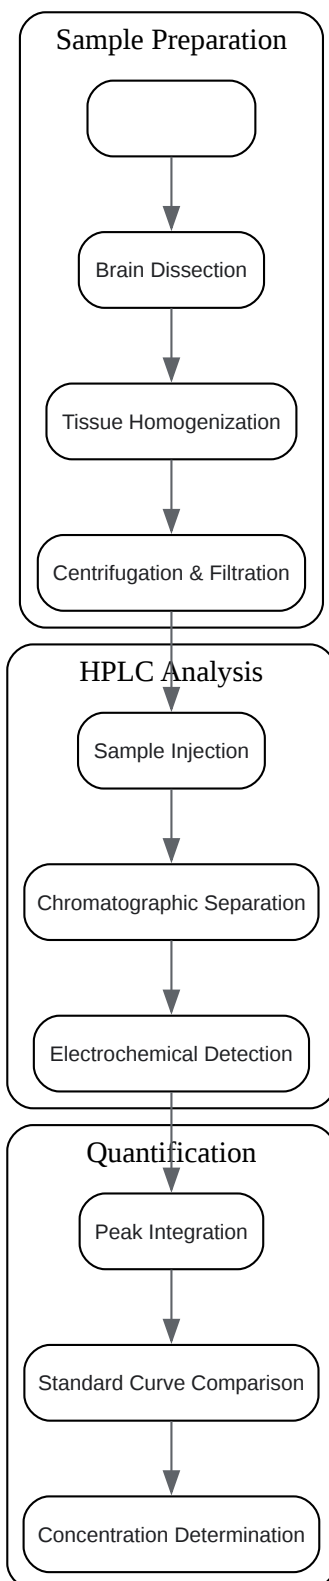 Sample Preparation
Brain Dissection
Tissue Homogenization
Centrifugation & Filtration
HPLC Analysis
Sample Injection
Chromatographic Separation
Electrochemical Detection
Quantification
Peak Integration
Standard Curve Comparison
Concentration Determination